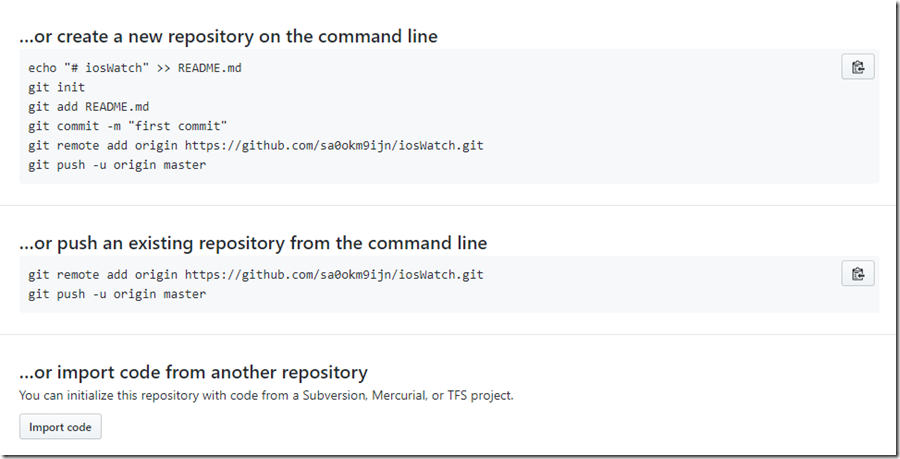 ...or create a new repository on the command line
echo "# iosWatch" >> README.md
git init
git add README.md
git commit -m "first commit"
git remote add origin https://github.com/sa0okm9ijn/iosWatch.git
git push -u origin master
...or push an existing repository from the command line
git remote add origin https://github.com/sa0okm9ijn/iosWatch.git
git push -u origin master
...or import code from another repository
You can initialize this repository with code from a Subversion, Mercurial, or TFS project.
Import code